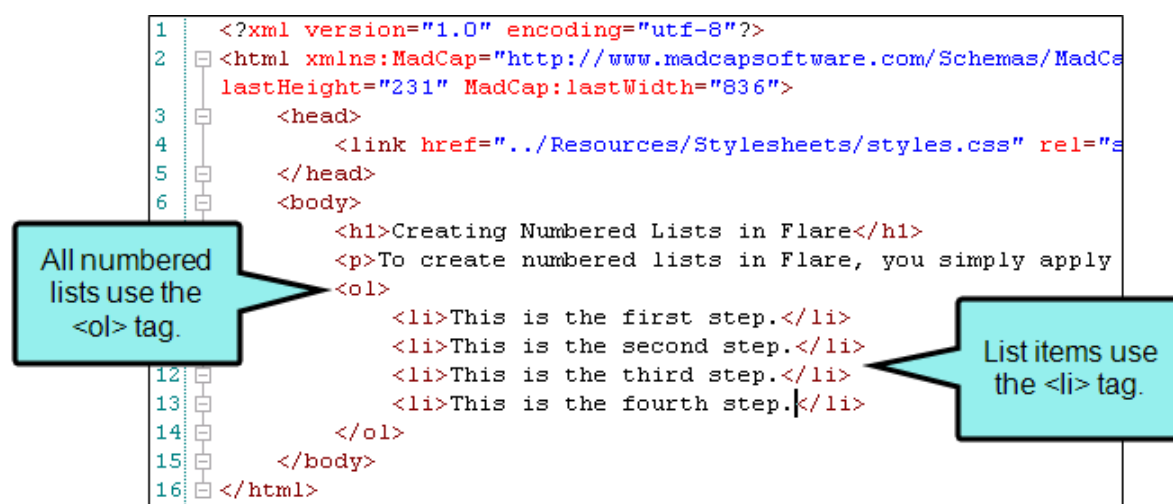 1 <?xml version="1.0" encoding="utf-8"?>
2 <html xmlns:MadCap="http://www.madcapsoftware.com/Schemas/MadCa
lastHeight="231" MadCap:lastWidth="836">
3 <head>
4 <link href="../Resources/Stylesheets/styles.css" rel="s
5 </head>
6 <body>
<h1>Creating Numbered Lists in Flare</h1>
<p>To create numbered lists in Flare, you simply apply
<ol>
<li>This is the first step.</li>
<li>This is the second step.</li>
12 <li>This is the third step.</li>
13 <li>This is the fourth step.</li>
14 </ol>
15 </body>
16 </html>
All numbered
lists use the
<ol> tag.
List items use
the <li> tag.